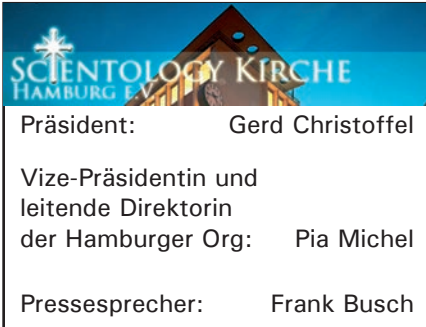 SCIENTOLOGY KIRCHE
HAMBURG E.V
Präsident: Gerd Christoffel
Vize-Präsidentin und
leitende Direktorin
der Hamburger Org: Pia Michel
Pressesprecher: Frank Busch